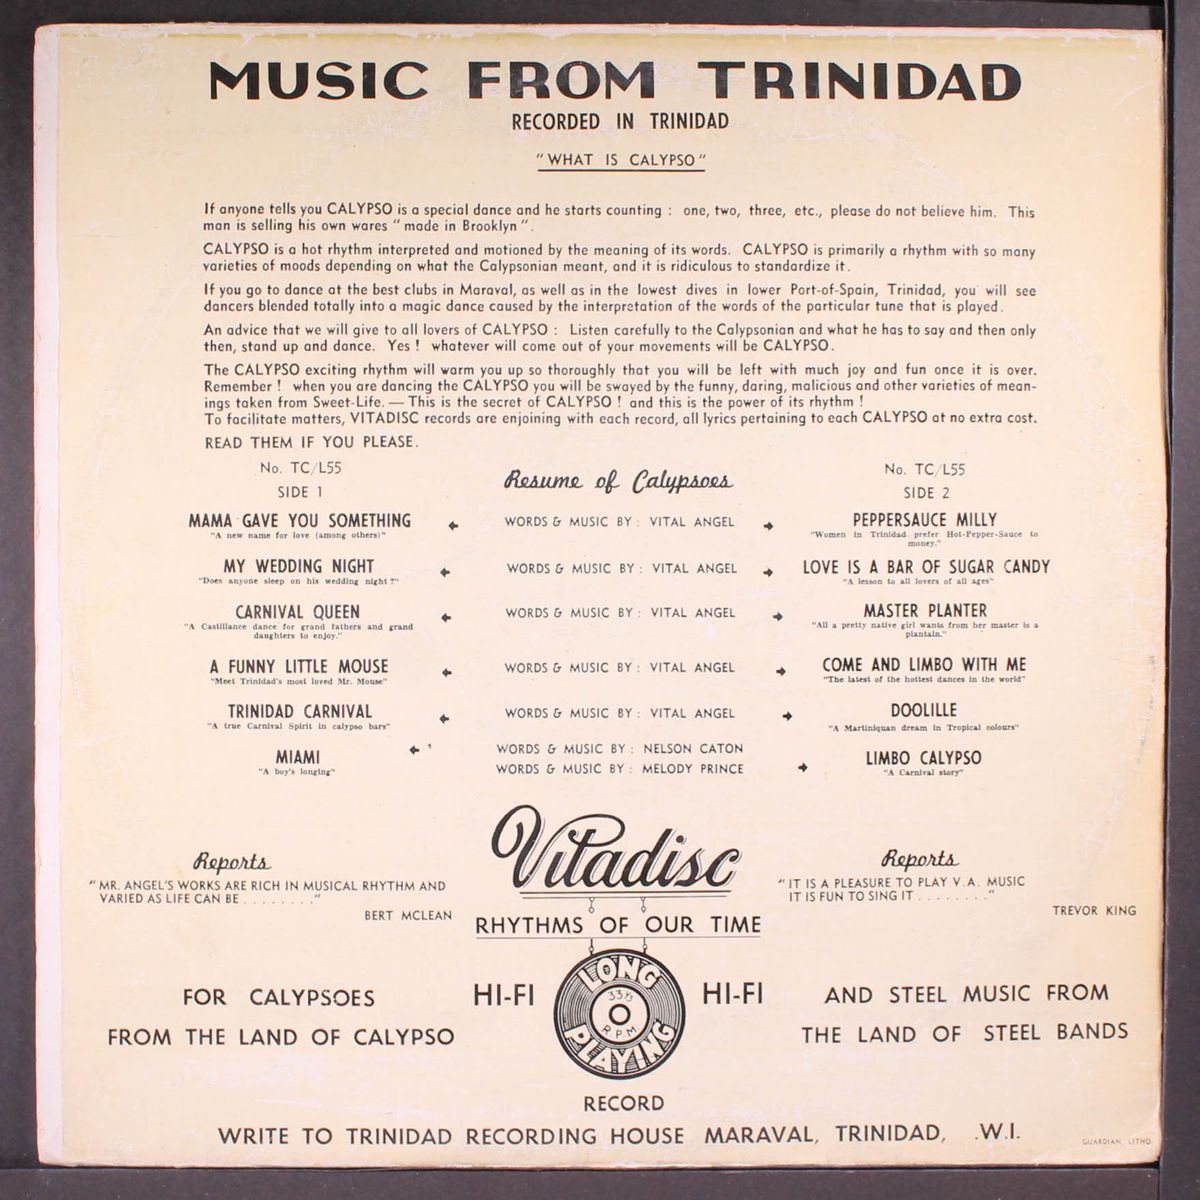 MUSIC FROM TRINIDAD
RECORDED IN TRINIDAD
"WHAT IS CALYPSO"
If anyone tells you CALYPSO is a special dance and he starts counting : one, two, three, etc., please do not believe him. This
man is selling his own wares "made in Brooklyn".
CALYPSO is a hot rhythm interpreted and motioned by the meaning of its words. CALYPSO is primarily a rhythm with so many
varieties of moods depending on what the Calypsonian meant, and it is ridiculous to standardize it.
If you go to dance at the best clubs in Maraval, as well as in the lowest dives in lower Port-of-Spain, Trinidad, you will see
dancers blended totally into a magic dance caused by the interpretation of the words of the particular tune that is played.
An advice that we will give to all lovers of CALYPSO : Listen carefully to the Calypsonian and what he has to say and then only
then, stand up and dance. Yes ! whatever will come out of your movements will be CALYPSO.
The CALYPSO exciting rhythm will warm you up so thoroughly that you will be left with much joy and fun once it is over.
Remember ! when you are dancing the CALYPSO you will be swayed by the funny, daring, malicious and other varieties of mean-
ings taken from Sweet-Life. — This is the secret of CALYPSO ! and this is the power of its rhythm !
To facilitate matters, VITADISC records are enjoining with each record, all lyrics pertaining to each CALYPSO at no extra cost.
READ THEM IF YOU PLEASE.
No. TC/L55
SIDE 1
Resume of Calypsoes
No. TC/L55
SIDE 2
MAMA GAVE YOU SOMETHING
"A new name for love (among others)"
WORDS & MUSIC BY : VITAL ANGEL
PEPPERSAUCE MILLY
"Women in Trinidad prefer Hot-Pepper-Sauce to
money."
MY WEDDING NIGHT
"Does anyone sleep on his wedding night ?"
WORDS & MUSIC BY : VITAL ANGEL
LOVE IS A BAR OF SUGAR CANDY
"A lesson to all lovers of all ages"
CARNIVAL QUEEN
"A Castillance dance for grand fathers and grand
daughters to enjoy."
WORDS & MUSIC BY : VITAL ANGEL
MASTER PLANTER
"All a pretty native girl wants from her master is a
plantain."
A FUNNY LITTLE MOUSE
"Meet Trinidad's most loved Mr. Mouse"
WORDS & MUSIC BY : VITAL ANGEL
COME AND LIMBO WITH ME
"The latest of the hottest dances in the world"
TRINIDAD CARNIVAL
"A true Carnival Spirit in calypso bars"
WORDS & MUSIC BY : VITAL ANGEL
DOOLILLE
"A Martiniquan dream in Tropical colours"
MIAMI
"A boy's longing"
WORDS & MUSIC BY : NELSON CATON
WORDS & MUSIC BY : MELODY PRINCE
LIMBO CALYPSO
"A Carnival story"
Reports
"MR. ANGEL'S WORKS ARE RICH IN MUSICAL RHYTHM AND
VARIED AS LIFE CAN BE . . . . . . . ."
BERT MCLEAN
Vitadisc
RHYTHMS OF OUR TIME
Reports
"IT IS A PLEASURE TO PLAY V.A. MUSIC
IT IS FUN TO SING IT . . . . . . . ."
TREVOR KING
FOR CALYPSOES
FROM THE LAND OF CALYPSO
HI-FI
LONG
33⅓
R.P.M
PLAYING
HI-FI
RECORD
AND STEEL MUSIC FROM
THE LAND OF STEEL BANDS
WRITE TO TRINIDAD RECORDING HOUSE MARAVAL, TRINIDAD, .W.I.
GUARDIAN LITHO